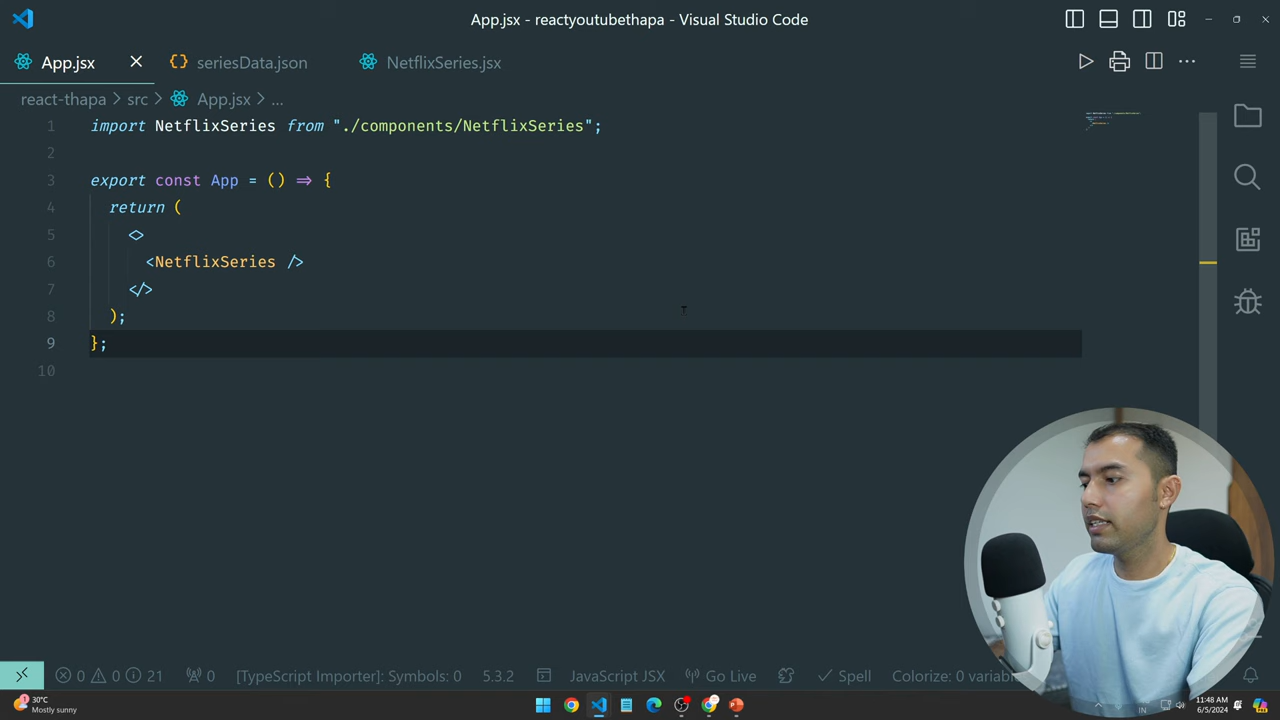 App.jsx - reactyoutubethapa - Visual Studio Code
App.jsx
seriesData.json
NetflixSeries.jsx
react-thapa > src > App.jsx > ...
1 import NetflixSeries from "./components/NetflixSeries";
2
3 export const App = () => {
4 return (
5 <>
6 <NetflixSeries />
7 </>
8 );
9 };
10
0 0 21 0 [TypeScript Importer]: Symbols: 0 5.3.2 JavaScript JSX Go Live Spell Colorize: 0 variab
30°C
Mostly sunny
IN
11:48 AM
6/5/2024